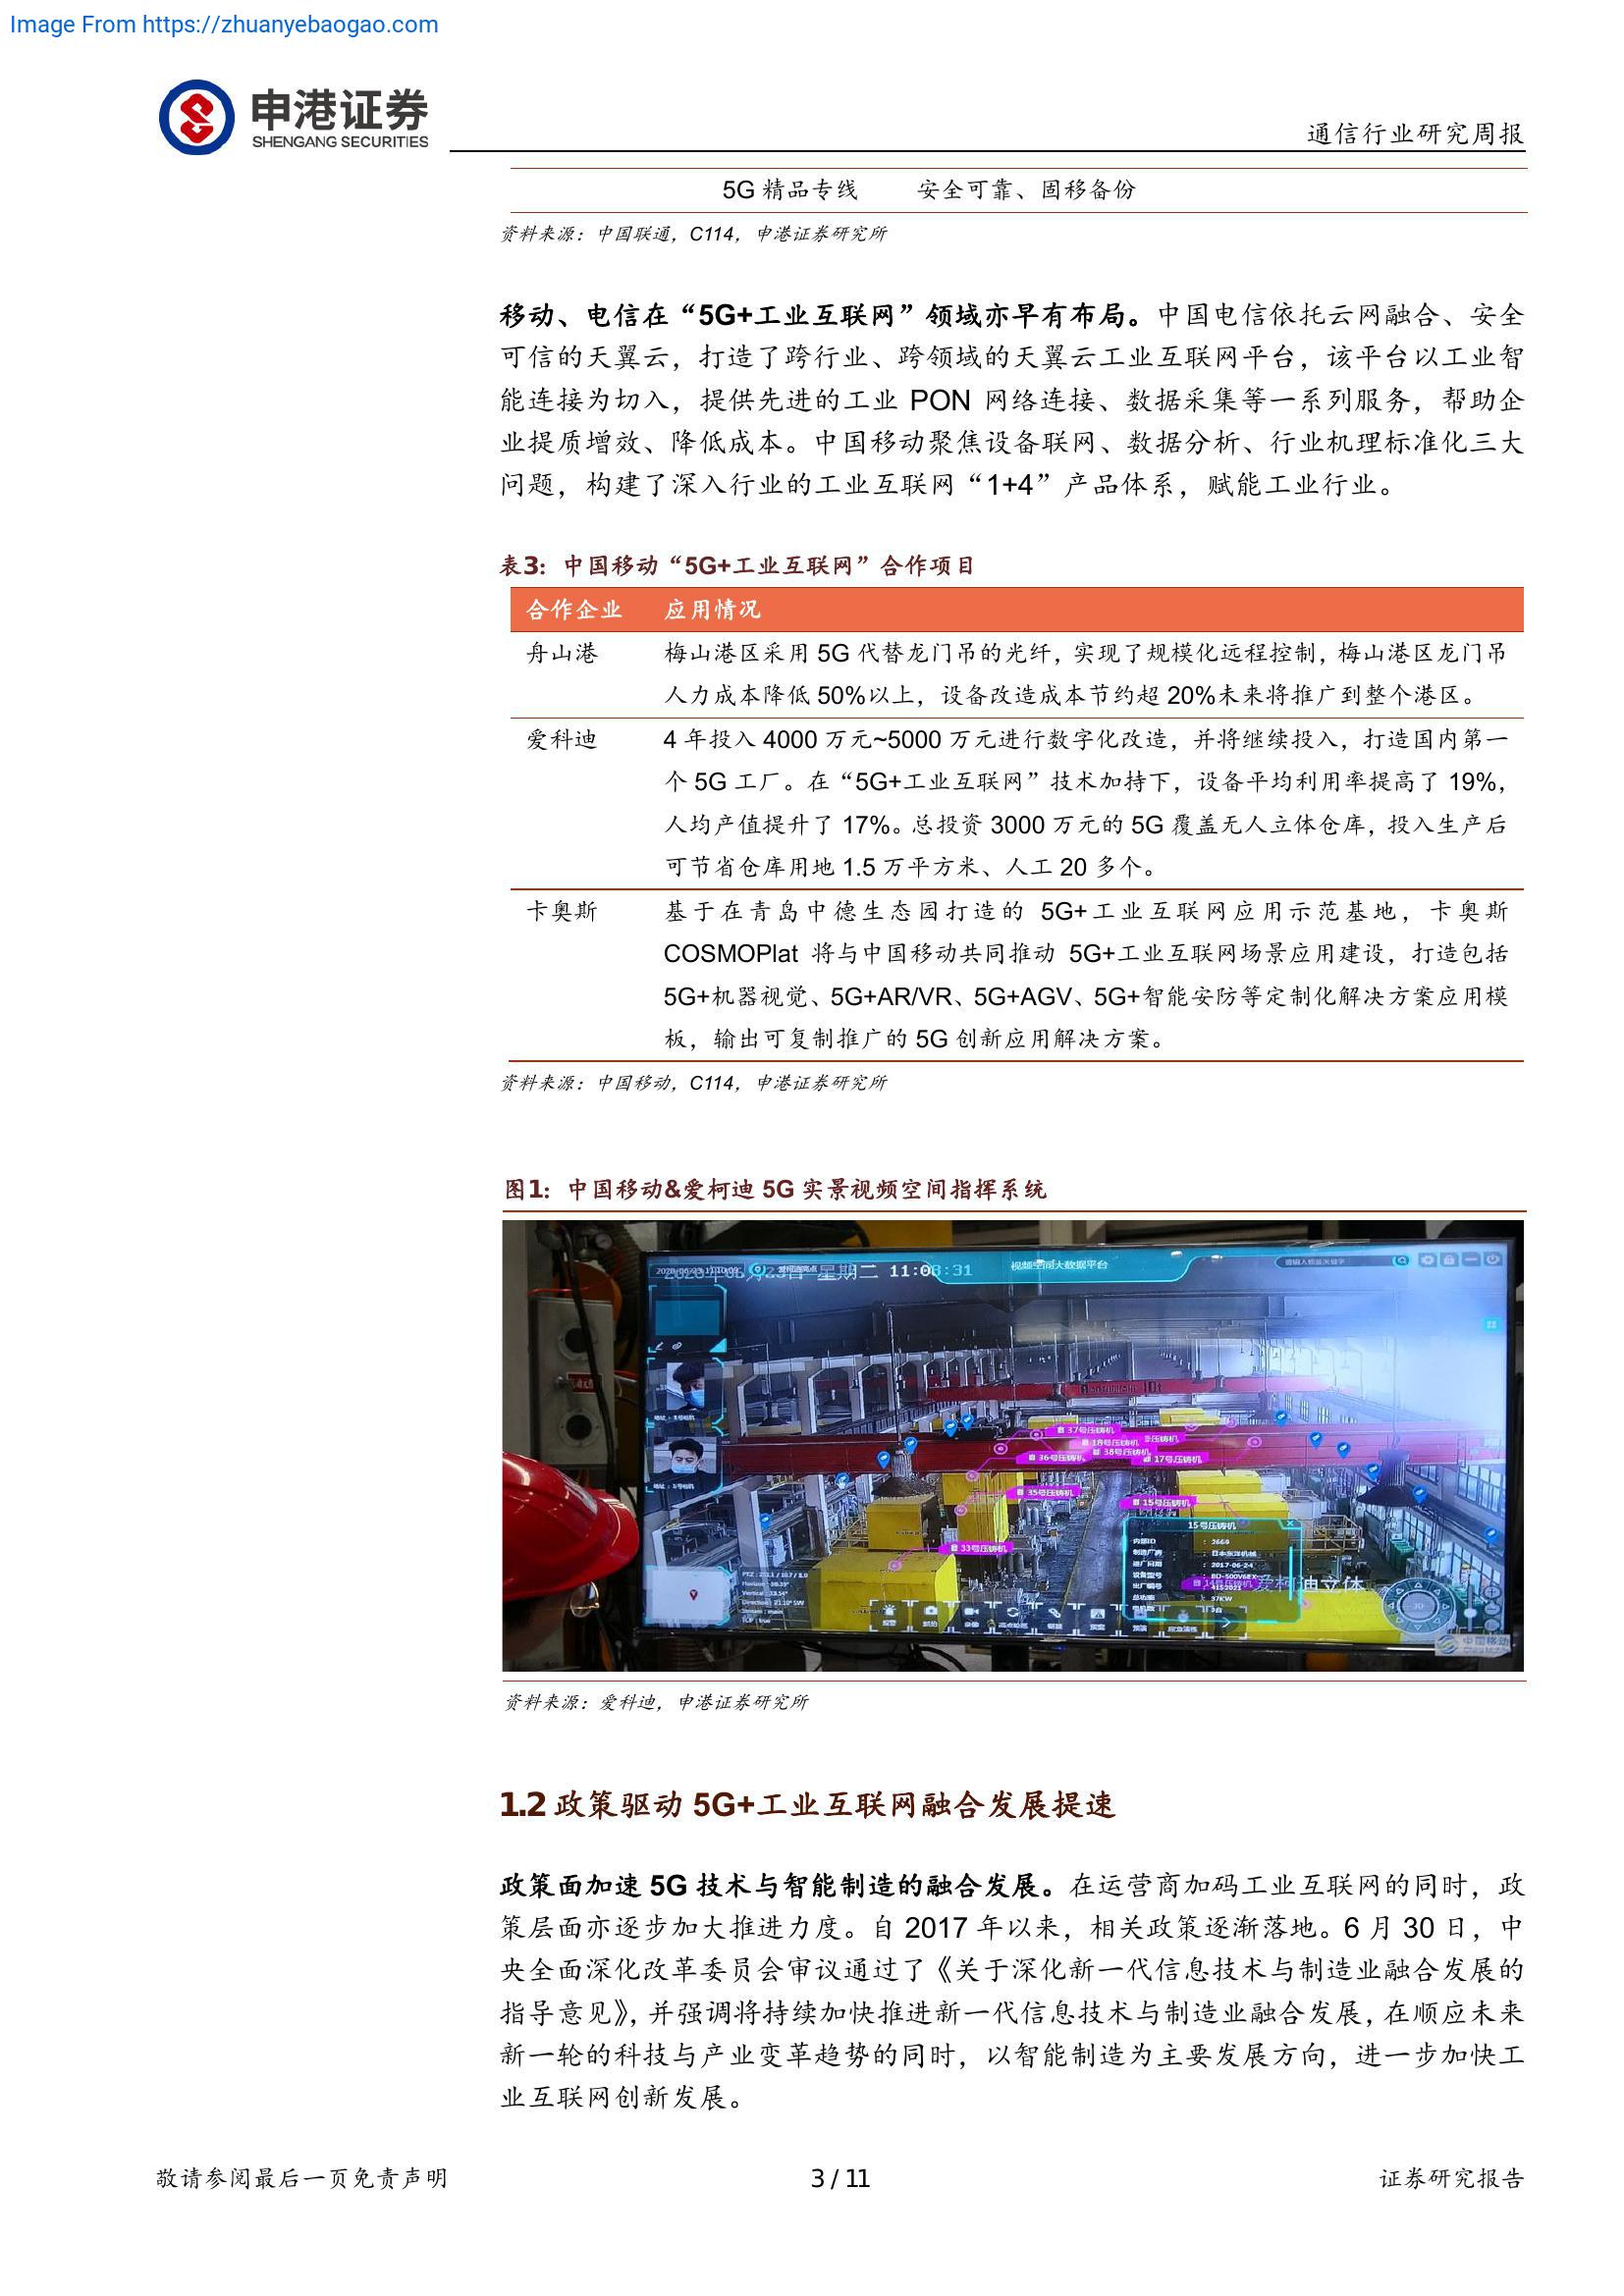 Image From https://zhuanyebaogao.com
申港证券
SHENGANG SECURITIES
通信行业研究周报
5G 精品专线 安全可靠、固移备份
资料来源：中国联通，C114，申港证券研究所
移动、电信在“5G+工业互联网”领域亦早有布局。中国电信依托云网融合、安全
可信的天翼云，打造了跨行业、跨领域的天翼云工业互联网平台，该平台以工业智
能连接为切入，提供先进的工业 PON 网络连接、数据采集等一系列服务，帮助企
业提质增效、降低成本。中国移动聚焦设备联网、数据分析、行业机理标准化三大
问题，构建了深入行业的工业互联网“1+4”产品体系，赋能工业行业。
表3：中国移动“5G+工业互联网”合作项目
合作企业 应用情况
舟山港 梅山港区采用 5G 代替龙门吊的光纤，实现了规模化远程控制，梅山港区龙门吊
人力成本降低 50%以上，设备改造成本节约超 20%未来将推广到整个港区。
爱科迪 4 年投入 4000 万元~5000 万元进行数字化改造，并将继续投入，打造国内第一
个 5G 工厂。在“5G+工业互联网”技术加持下，设备平均利用率提高了 19%，
人均产值提升了 17%。总投资 3000 万元的 5G 覆盖无人立体仓库，投入生产后
可节省仓库用地 1.5 万平方米、人工 20 多个。
卡奥斯 基于在青岛中德生态园打造的 5G+工业互联网应用示范基地，卡奥斯
COSMOPlat 将与中国移动共同推动 5G+工业互联网场景应用建设，打造包括
5G+机器视觉、5G+AR/VR、5G+AGV、5G+智能安防等定制化解决方案应用模
板，输出可复制推广的 5G 创新应用解决方案。
资料来源：中国移动，C114，申港证券研究所
图1：中国移动&爱柯迪 5G 实景视频空间指挥系统
星期二 11:08:31
视频空间大数据平台
37号压铸机
18号压铸机
38号压铸机
36号压铸机
17号压铸机
35号压铸机
15号压铸机
33号压铸机
15号压铸机
2017-06-24
37KW
中国移动
资料来源：爱科迪，申港证券研究所
1.2 政策驱动 5G+工业互联网融合发展提速
政策面加速 5G 技术与智能制造的融合发展。在运营商加码工业互联网的同时，政
策层面亦逐步加大推进力度。自 2017 年以来，相关政策逐渐落地。6 月 30 日，中
央全面深化改革委员会审议通过了《关于深化新一代信息技术与制造业融合发展的
指导意见》，并强调将持续加快推进新一代信息技术与制造业融合发展，在顺应未来
新一轮的科技与产业变革趋势的同时，以智能制造为主要发展方向，进一步加快工
业互联网创新发展。
敬请参阅最后一页免责声明 3 / 11 证券研究报告